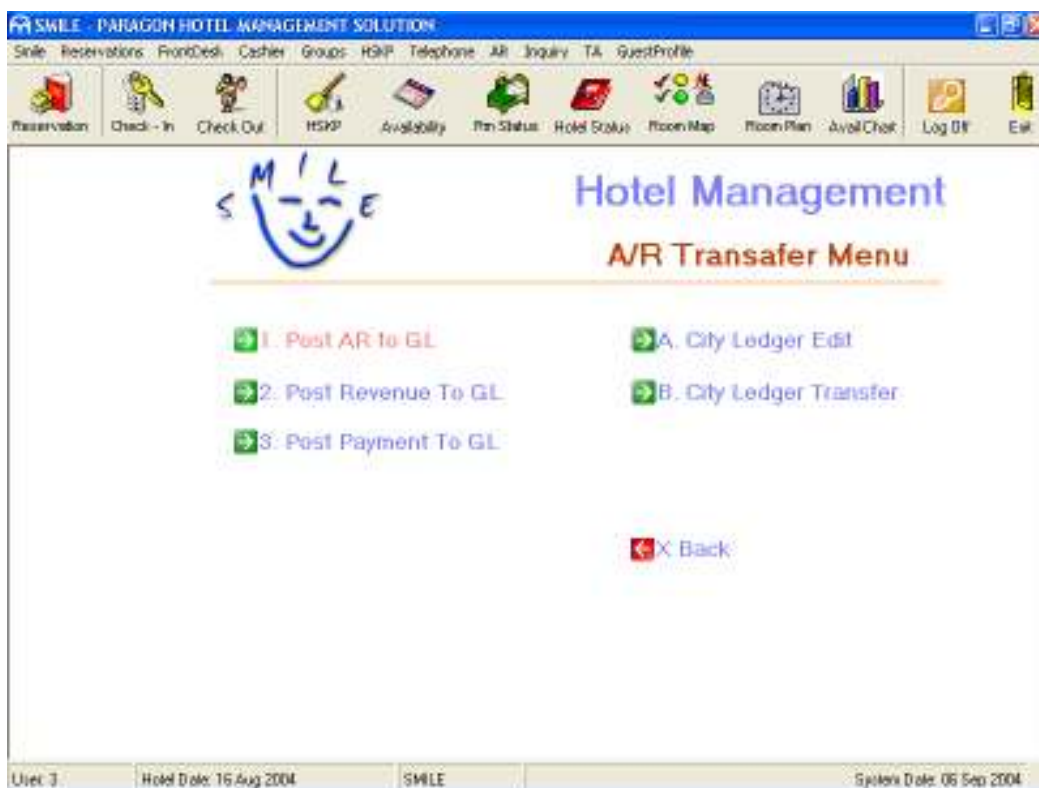 SMILE - PARAGON HOTEL MANAGEMENT SOLUTION
Smile Reservations FrontDesk Cashier Groups HSKP Telephone AR Inquiry TA GuestProfile
Reservation Check - In Check Out HSKP Availability Rm Status Hotel Status Room Map Room Plan Avail Chart Log Off Exit
S M I L E
Hotel Management
A/R Transafer Menu
1. Post AR to GL
A. City Ledger Edit
2. Post Revenue To GL
B. City Ledger Transfer
3. Post Payment To GL
X Back
User: 3 Hotel Date: 16 Aug 2004 SMILE System Date: 06 Sep 2004